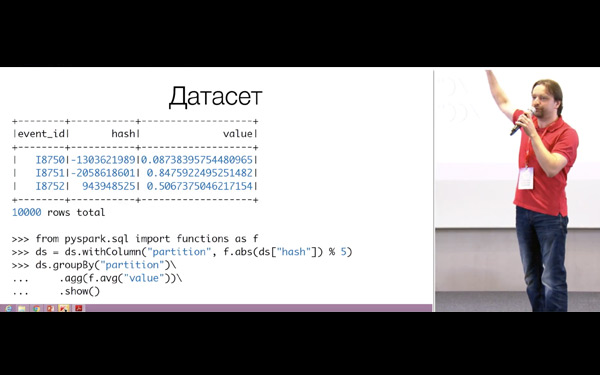 Датасет
+--------+-----------+-------------------+
|event_id|       hash|              value|
+--------+-----------+-------------------+
|   I8750|-1303621989|0.08738395754480965|
|   I8751|-2058618601| 0.8475922495251482|
|   I8752|  943948525| 0.5067375046217154|
+--------+-----------+-------------------+
10000 rows total
>>> from pyspark.sql import functions as f
>>> ds = ds.withColumn("partition", f.abs(ds["hash"]) % 5)
>>> ds.groupBy("partition")\
...     .agg(f.avg("value"))\
...     .show()